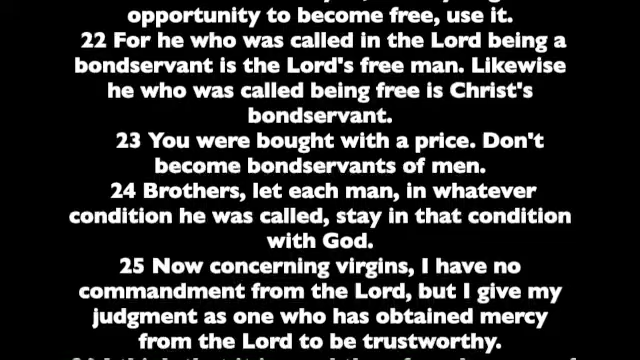 opportunity to become free, use it.
22 For he who was called in the Lord being a
bondservant is the Lord's free man. Likewise
he who was called being free is Christ's
bondservant.
23 You were bought with a price. Don't
become bondservants of men.
24 Brothers, let each man, in whatever
condition he was called, stay in that condition
with God.
25 Now concerning virgins, I have no
commandment from the Lord, but I give my
judgment as one who has obtained mercy
from the Lord to be trustworthy.